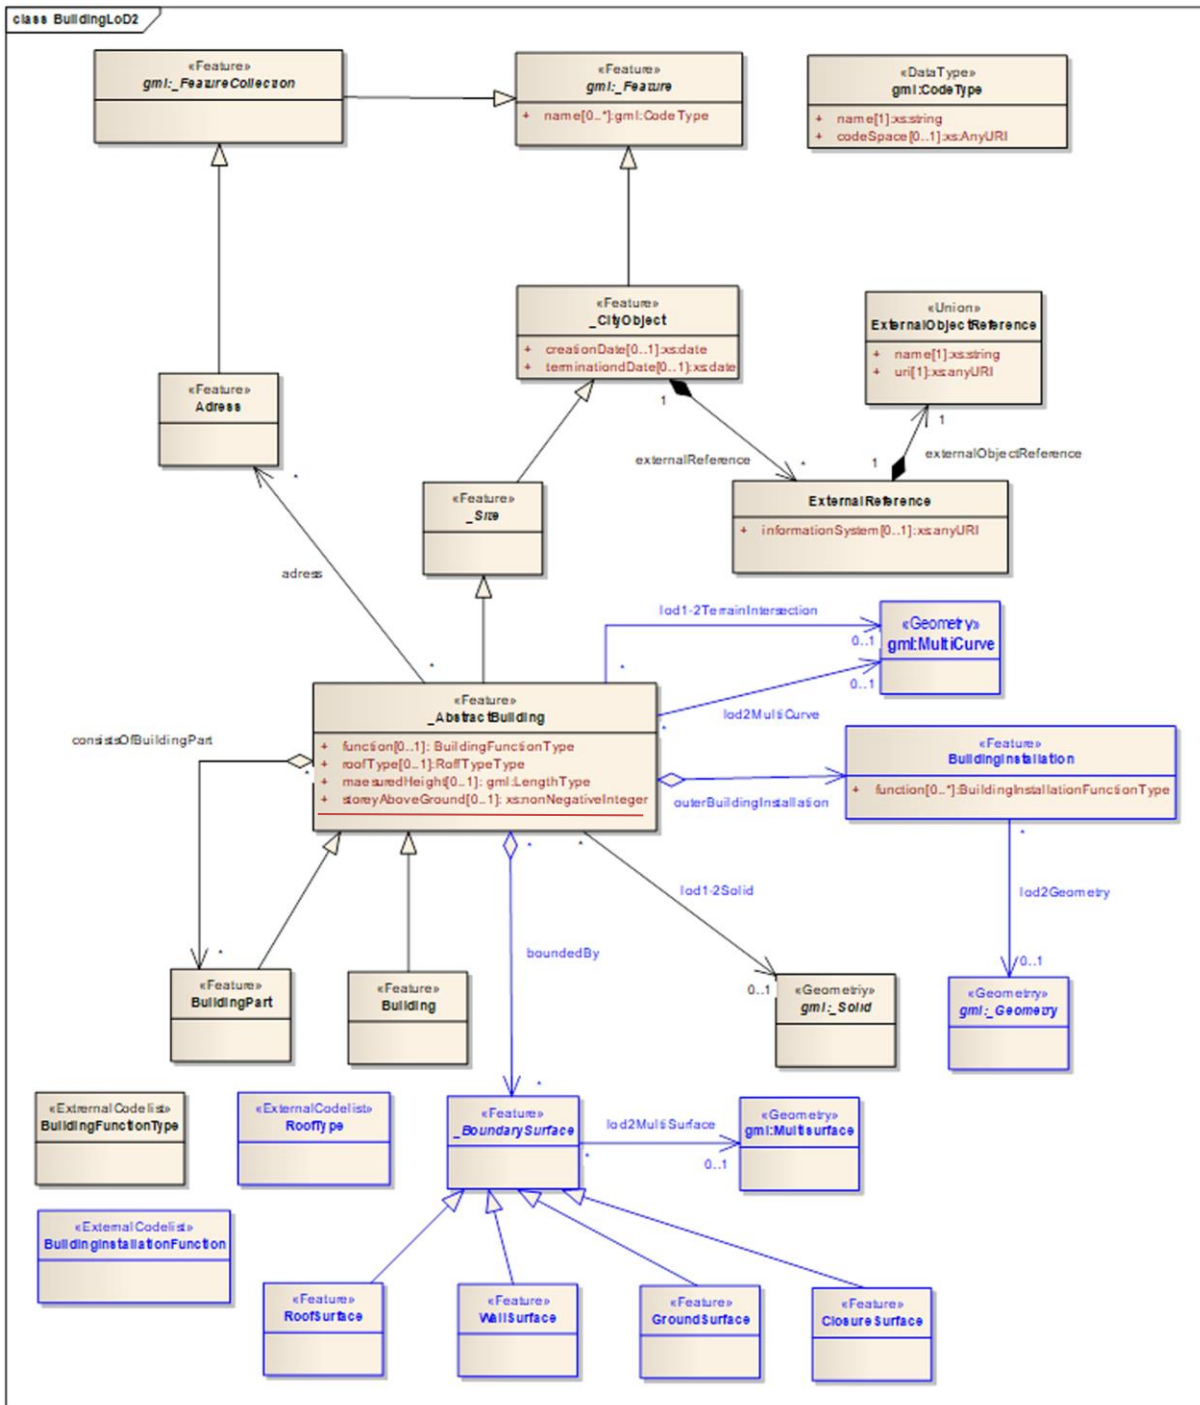 class BuildingLoD2
«Feature»
gml:_FeatureCollection
«Feature»
gml:_Feature
+ name[0..*]:gml:CodeType
«DataType»
gml:CodeType
+ name[1]:xs:string
+ codeSpace[0..1]:xs:AnyURI
«Feature»
_CityObject
+ creationDate[0..1]:xs:date
+ terminationdDate[0..1]:xs:date
«Union»
ExternalObjectReference
+ name[1]:xs:string
+ uri[1]:xs:anyURI
«Feature»
Adress
1
*
externalReference
1
1
externalObjectReference
*
«Feature»
_Site
ExternalReference
+ informationSystem[0..1]:xs:anyURI
adress
*
lod1-2TerrainIntersection
*
0..1
«Geometry»
gml:MultiCurve
0..1
lod2MultiCurve
*
«Feature»
_AbstractBuilding
+ function[0..1]: BuildingFunctionType
+ roofType[0..1]:RoffTypeType
+ maesuredHeight[0..1]: gml:LengthType
+ storeyAboveGround[0..1]: xs:nonNegativeInteger
consistsOfBuildingPart
*
«Feature»
BuildingInstallation
+ function[0..*]:BuildingInstallationFunctionType
outerBuildingInstallation
*
*
*
lod1-2Solid
lod2Geometry
boundedBy
*
0..1
0..1
«Feature»
BuildingPart
«Feature»
Building
«Geometriy»
gml:_Solid
«Geometrry»
gml:_Geometry
*
«ExtrernalCodelist»
BuildingFunctionType
«ExternalCodelist»
RoofType
«Feature»
_BoundarySurface
lod2MultiSurface
*
0..1
«Geometry»
gml:Multisurface
«ExternalCodelist»
BuildingInstallationFunction
«Feature»
RoofSurface
«Feature»
WallSurface
«Feature»
GroundSurface
«Feature»
ClosureSurface